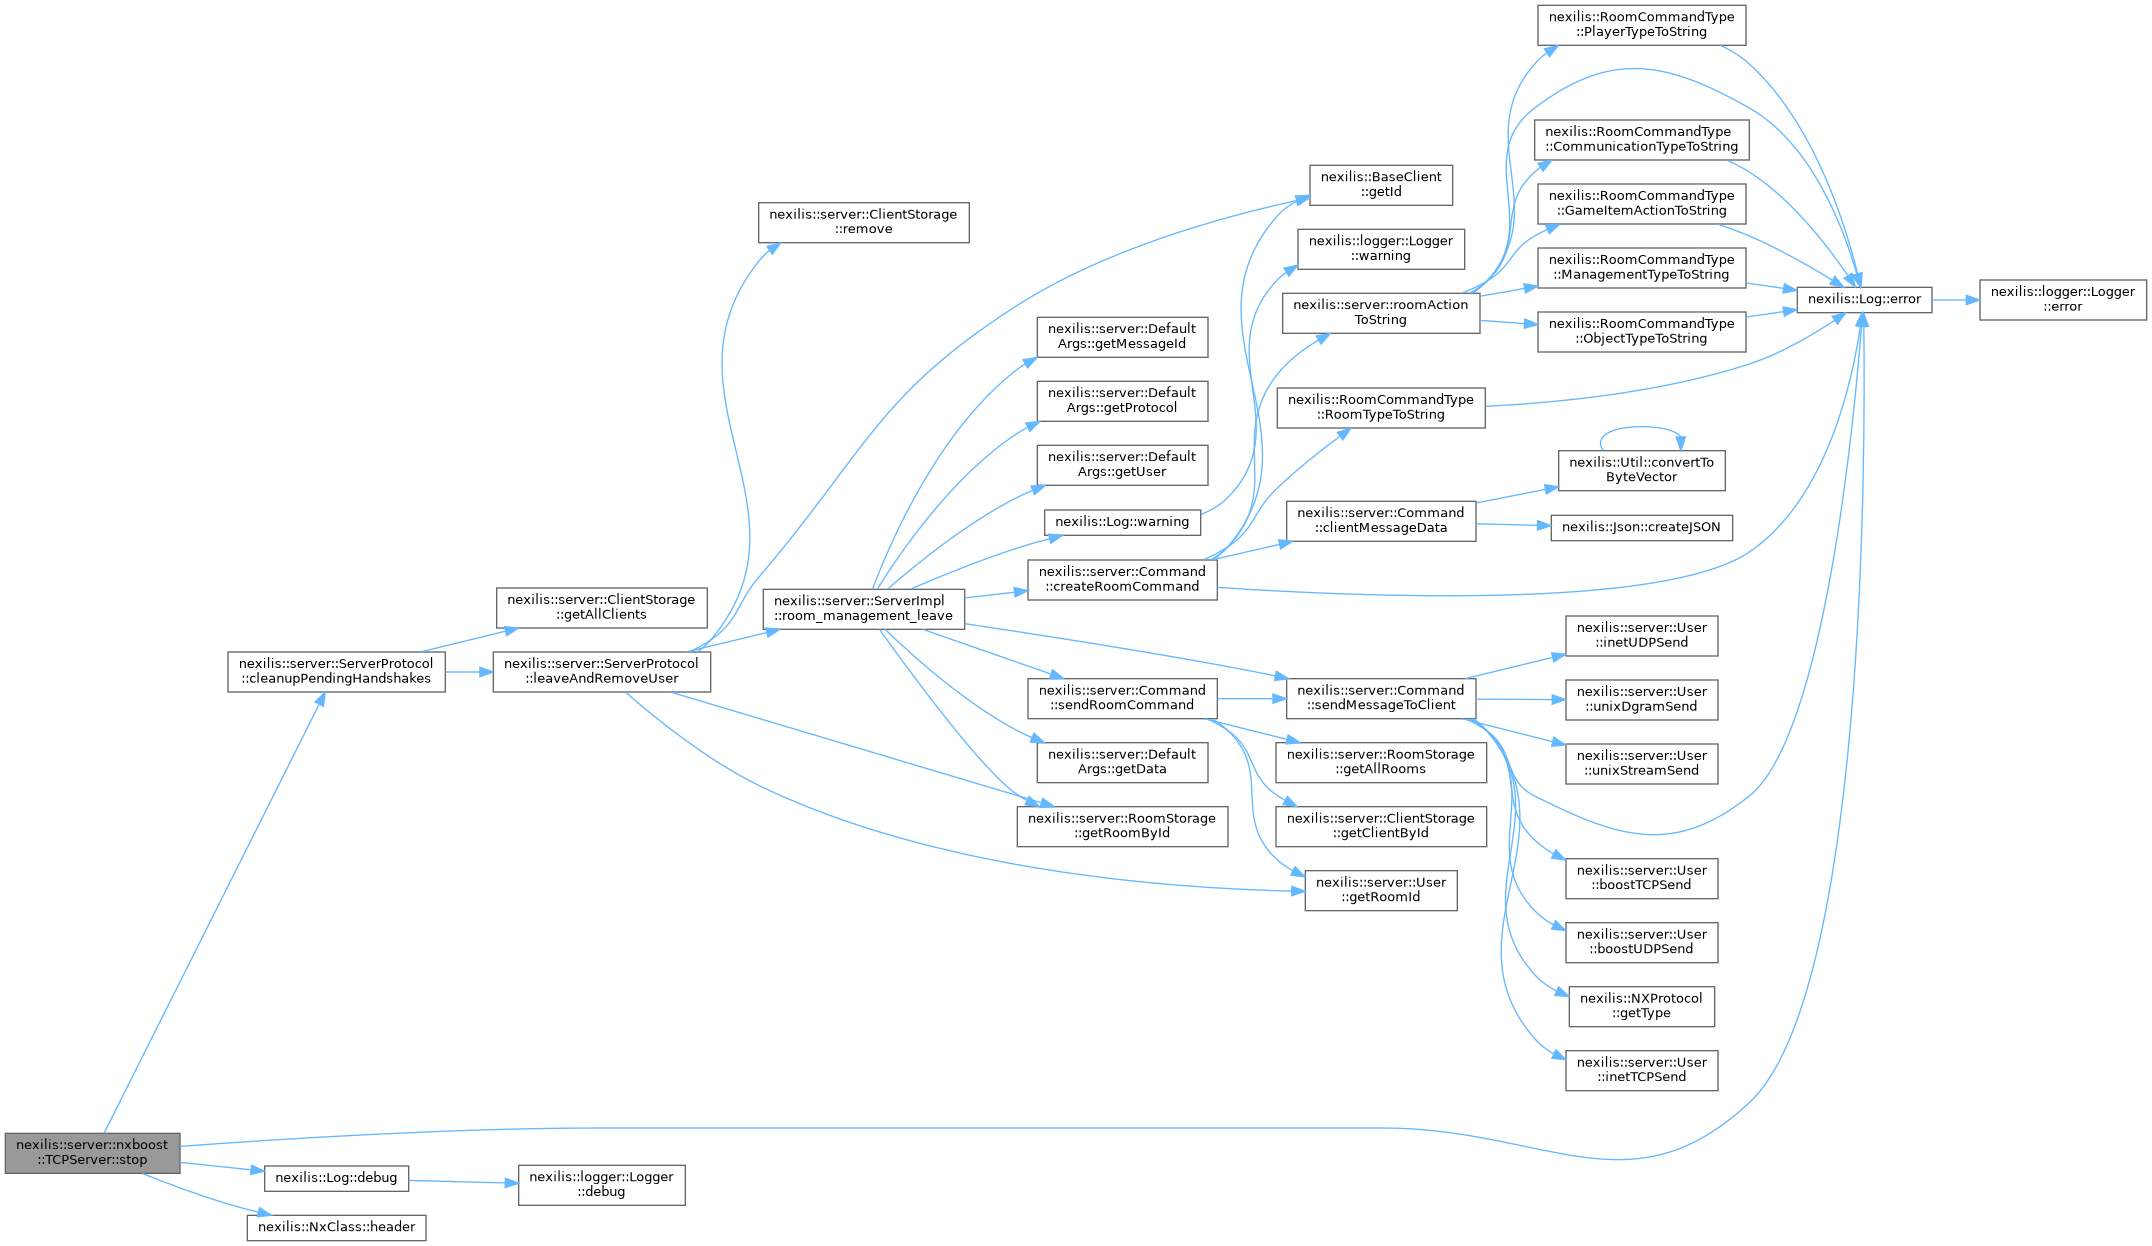 nexilis::RoomCommandType
::PlayerTypeToString
nexilis::RoomCommandType
::CommunicationTypeToString
nexilis::BaseClient
::getId
nexilis::RoomCommandType
::GameItemActionToString
nexilis::server::ClientStorage
::remove
nexilis::logger::Logger
::warning
nexilis::RoomCommandType
::ManagementTypeToString
nexilis::server::roomAction
ToString
nexilis::Log::error
nexilis::logger::Logger
::error
nexilis::RoomCommandType
::ObjectTypeToString
nexilis::server::Default
Args::getMessageId
nexilis::server::Default
Args::getProtocol
nexilis::RoomCommandType
::RoomTypeToString
nexilis::server::Default
Args::getUser
nexilis::Util::convertTo
ByteVector
nexilis::Log::warning
nexilis::server::Command
::clientMessageData
nexilis::Json::createJSON
nexilis::server::Command
::createRoomCommand
nexilis::server::ClientStorage
::getAllClients
nexilis::server::ServerImpl
::room_management_leave
nexilis::server::User
::inetUDPSend
nexilis::server::ServerProtocol
::cleanupPendingHandshakes
nexilis::server::ServerProtocol
::leaveAndRemoveUser
nexilis::server::Command
::sendRoomCommand
nexilis::server::Command
::sendMessageToClient
nexilis::server::User
::unixDgramSend
nexilis::server::Default
Args::getData
nexilis::server::RoomStorage
::getAllRooms
nexilis::server::User
::unixStreamSend
nexilis::server::RoomStorage
::getRoomById
nexilis::server::ClientStorage
::getClientById
nexilis::server::User
::getRoomId
nexilis::server::User
::boostTCPSend
nexilis::server::User
::boostUDPSend
nexilis::NXProtocol
::getType
nexilis::server::User
::inetTCPSend
nexilis::server::nxboost
::TCPServer::stop
nexilis::Log::debug
nexilis::logger::Logger
::debug
nexilis::NxClass::header